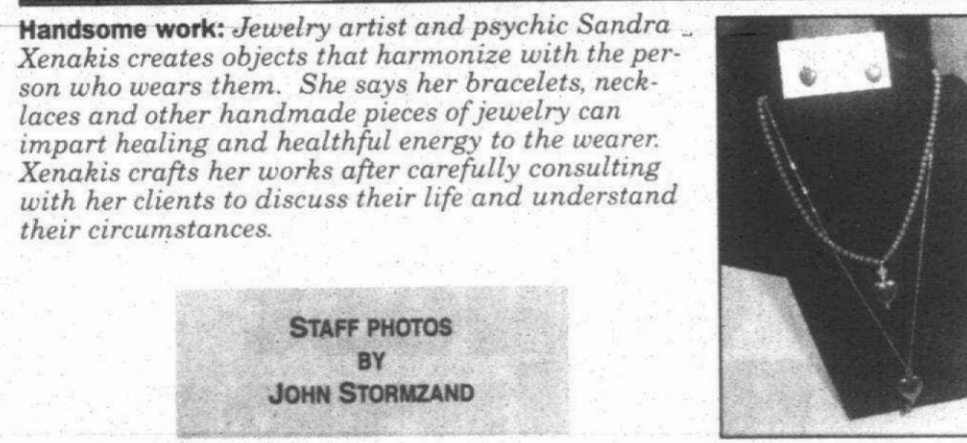 Handsome work: Jewelry artist and psychic Sandra
Xenakis creates objects that harmonize with the per-
son who wears them. She says her bracelets, neck-
laces and other handmade pieces of jewelry can
impart healing and healthful energy to the wearer.
Xenakis crafts her works after carefully consulting
with her clients to discuss their life and understand
their circumstances.
STAFF PHOTOS
BY
JOHN STORMZAND